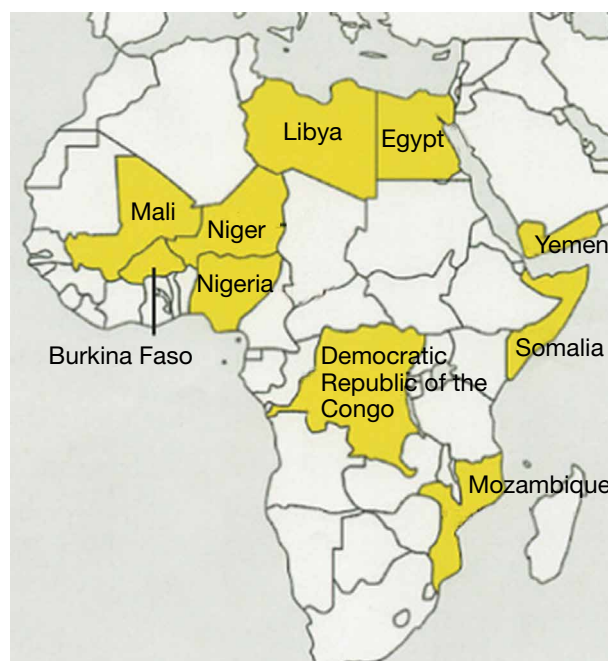 Libya
Egypt
Mali
Niger
Yemen
Nigeria
Burkina Faso
Democratic
Republic of the
Congo
Somalia
Mozambique